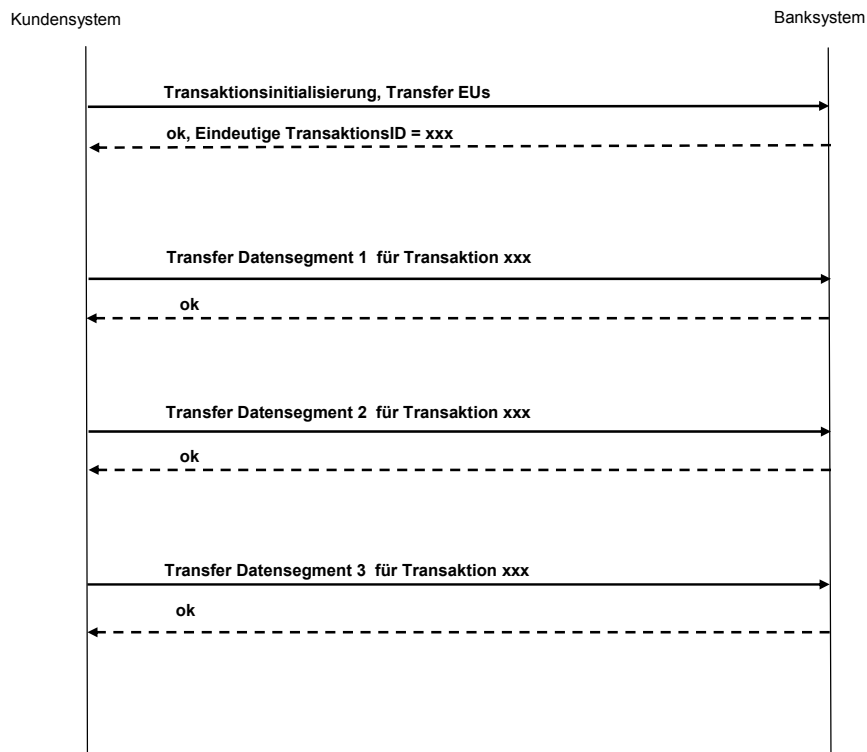 Kundensystem
Banksystem
Transaktionsinitialisierung, Transfer EUs
ok, Eindeutige TransaktionsID = xxx
Transfer Datensegment 1 für Transaktion xxx
ok
Transfer Datensegment 2 für Transaktion xxx
ok
Transfer Datensegment 3 für Transaktion xxx
ok